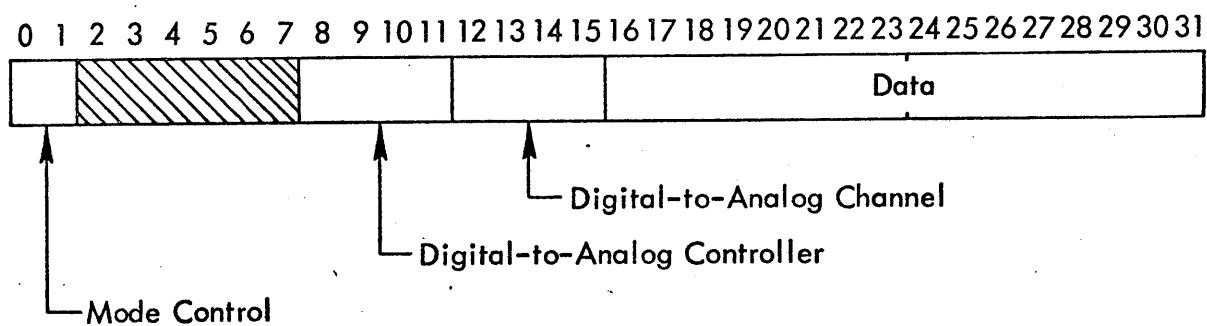 0 1 2 3 4 5 6 7 8 9 10 11 12 13 14 15 16 17 18 19 20 21 22 23 24 25 26 27 28 29 30 31
Data
Digital-to-Analog Channel
Digital-to-Analog Controller
Mode Control